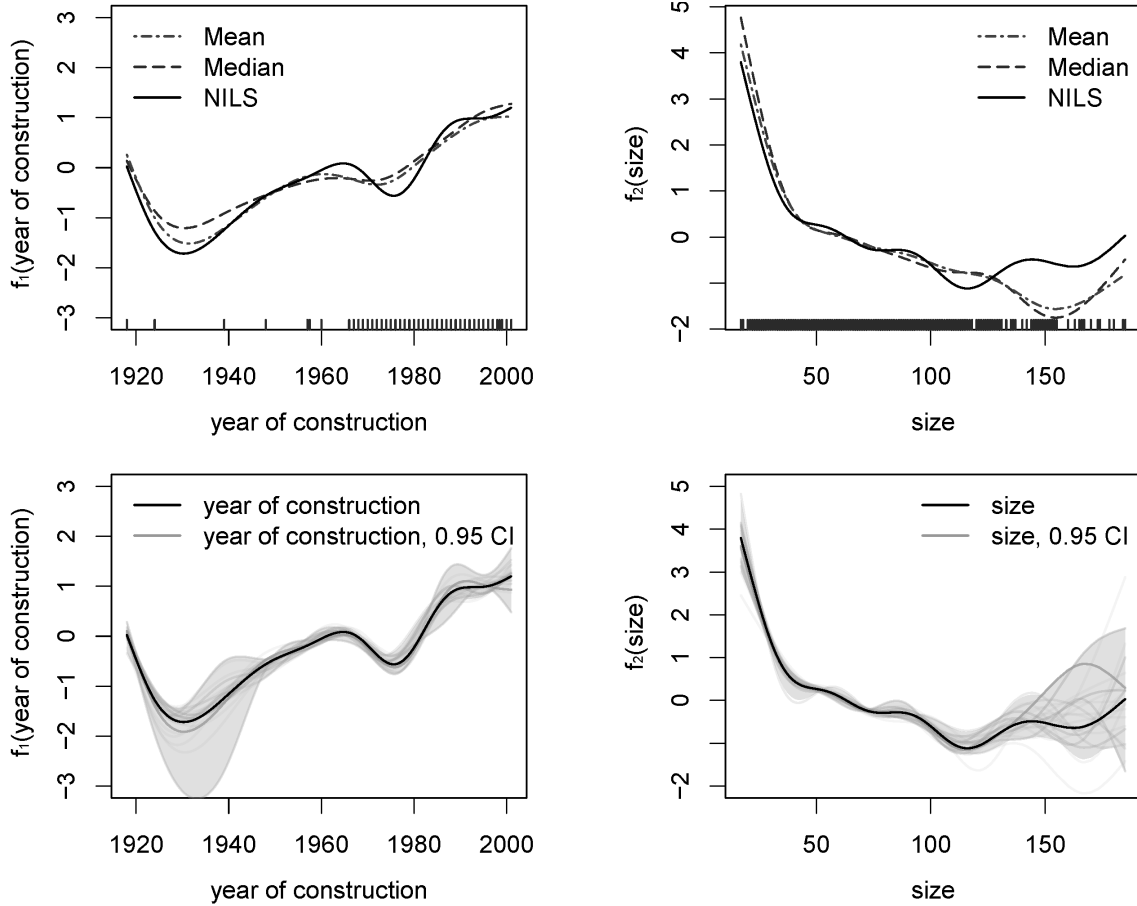 f1(year of construction)
3
2
1
0
−1
−2
−3
Mean
Median
NILS
1920 1940 1960 1980 2000
year of construction
f2(size)
5
4
3
2
1
0
−2
Mean
Median
NILS
50 100 150
size
f1(year of construction)
3
2
1
0
−1
−2
−3
year of construction
year of construction, 0.95 CI
1920 1940 1960 1980 2000
year of construction
f2(size)
5
4
3
2
1
0
−2
size
size, 0.95 CI
50 100 150
size